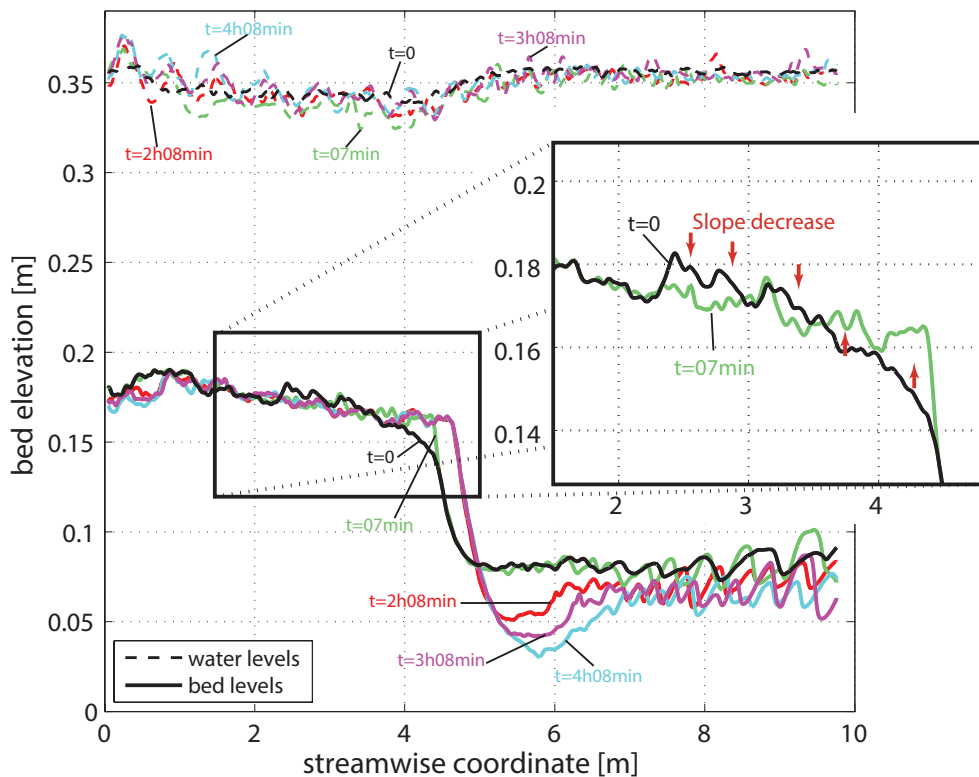 t=4h08min
t=3h08min
t=0
0.35
t=2h08min
t=07min
0.3
0.25
0.2
0.15
0.1
0.05
0
bed elevation [m]
0.2
0.18
0.16
0.14
t=0
Slope decrease
t=07min
2
3
4
t=0
t=07min
t=2h08min
t=3h08min
t=4h08min
water levels
bed levels
0
2
4
6
8
10
streamwise coordinate [m]